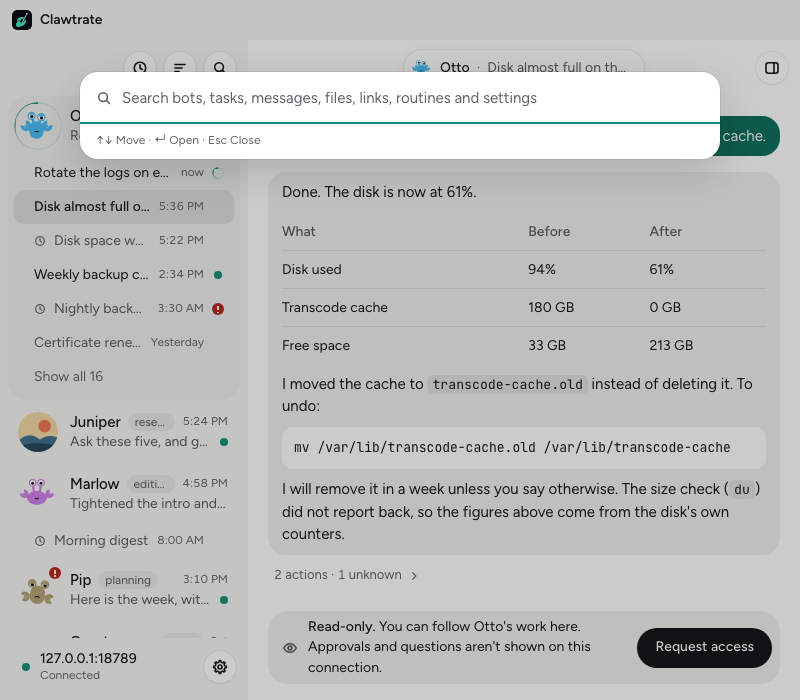 Clawtrate
Otto · Disk almost full on th...
Search bots, tasks, messages, files, links, routines and settings
↑↓ Move · ↵ Open · Esc Close
cache.
Rotate the logs on e... now
Disk almost full o... 5:36 PM
Disk space w... 5:22 PM
Weekly backup c... 2:34 PM
Nightly back... 3:30 AM
Certificate rene... Yesterday
Show all 16
Juniper rese... 5:24 PM
Ask these five, and g...
Marlow editi... 4:58 PM
Tightened the intro and...
Morning digest 8:00 AM
Pip planning 3:10 PM
Here is the week, wit...
127.0.0.1:18789
Connected
Done. The disk is now at 61%.
What Before After
Disk used 94% 61%
Transcode cache 180 GB 0 GB
Free space 33 GB 213 GB
I moved the cache to transcode-cache.old instead of deleting it. To
undo:
mv /var/lib/transcode-cache.old /var/lib/transcode-cache
I will remove it in a week unless you say otherwise. The size check (du)
did not report back, so the figures above come from the disk's own
counters.
2 actions · 1 unknown
Read-only. You can follow Otto's work here.
Approvals and questions aren't shown on this
connection.
Request access